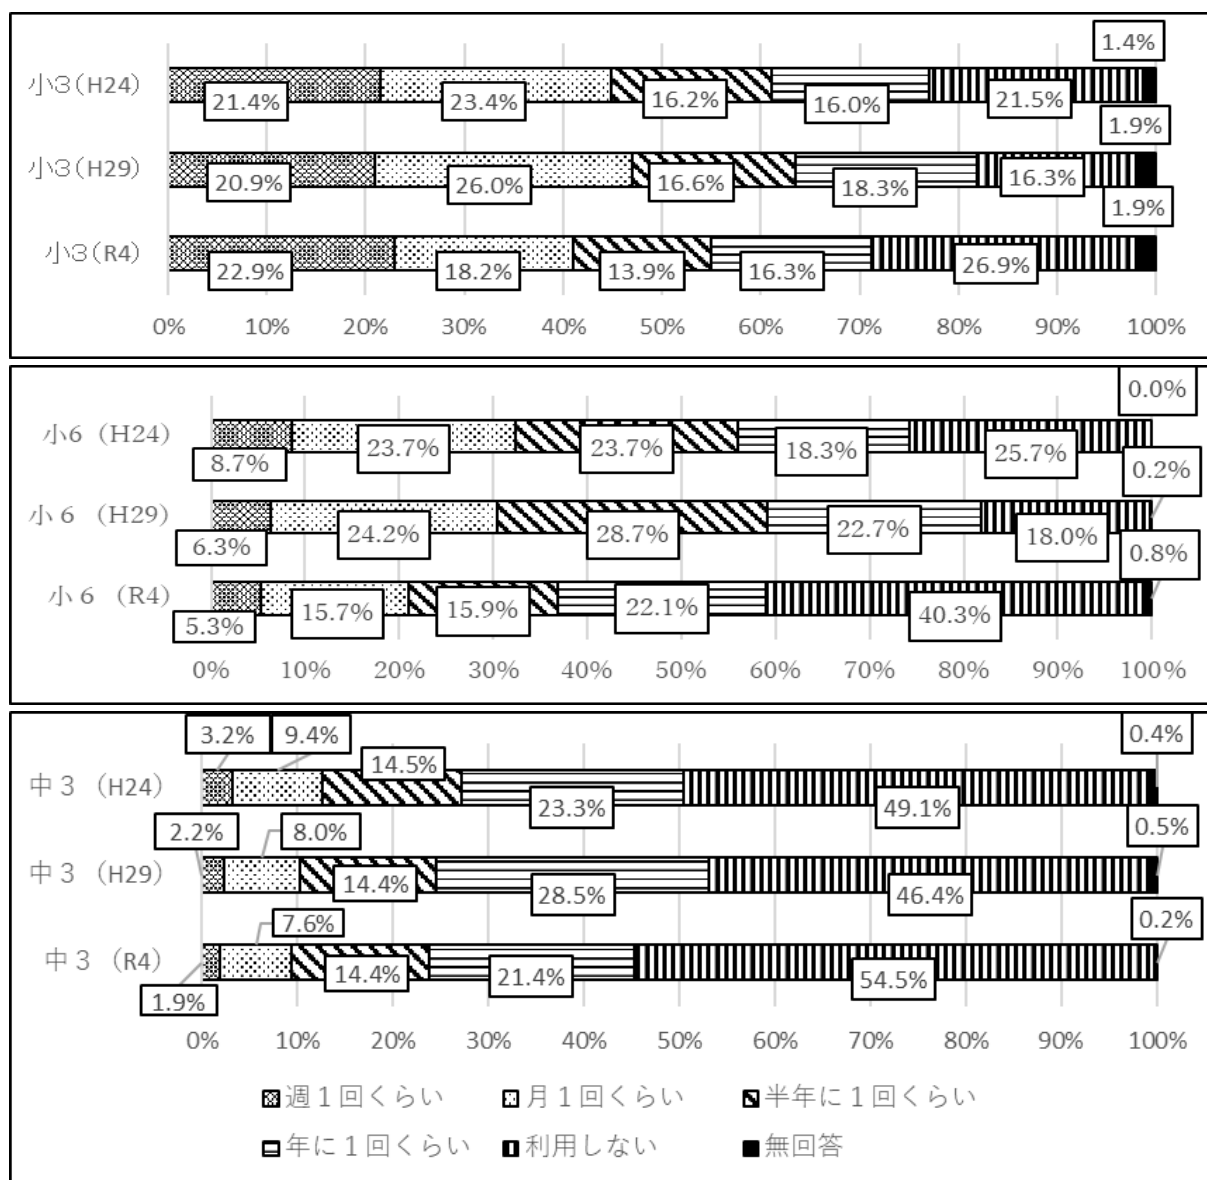 1.4%
小3(H24)
21.4% 23.4% 16.2% 16.0% 21.5%
1.9%
小3(H29)
20.9% 26.0% 16.6% 18.3% 16.3%
1.9%
小3(R4)
22.9% 18.2% 13.9% 16.3% 26.9%
0% 10% 20% 30% 40% 50% 60% 70% 80% 90% 100%
0.0%
小6 (H24)
8.7% 23.7% 23.7% 18.3% 25.7%
0.2%
小6 (H29)
6.3% 24.2% 28.7% 22.7% 18.0%
0.8%
小6 (R4)
5.3% 15.7% 15.9% 22.1% 40.3%
0% 10% 20% 30% 40% 50% 60% 70% 80% 90% 100%
3.2% 9.4% 14.5% 0.4%
中3 (H24)
23.3% 49.1%
2.2% 8.0% 0.5%
中3 (H29)
14.4% 28.5% 46.4%
7.6% 0.2%
中3 (R4)
1.9% 14.4% 21.4% 54.5%
0% 10% 20% 30% 40% 50% 60% 70% 80% 90% 100%
週1回くらい 月1回くらい 半年に1回くらい
年に1回くらい 利用しない 無回答